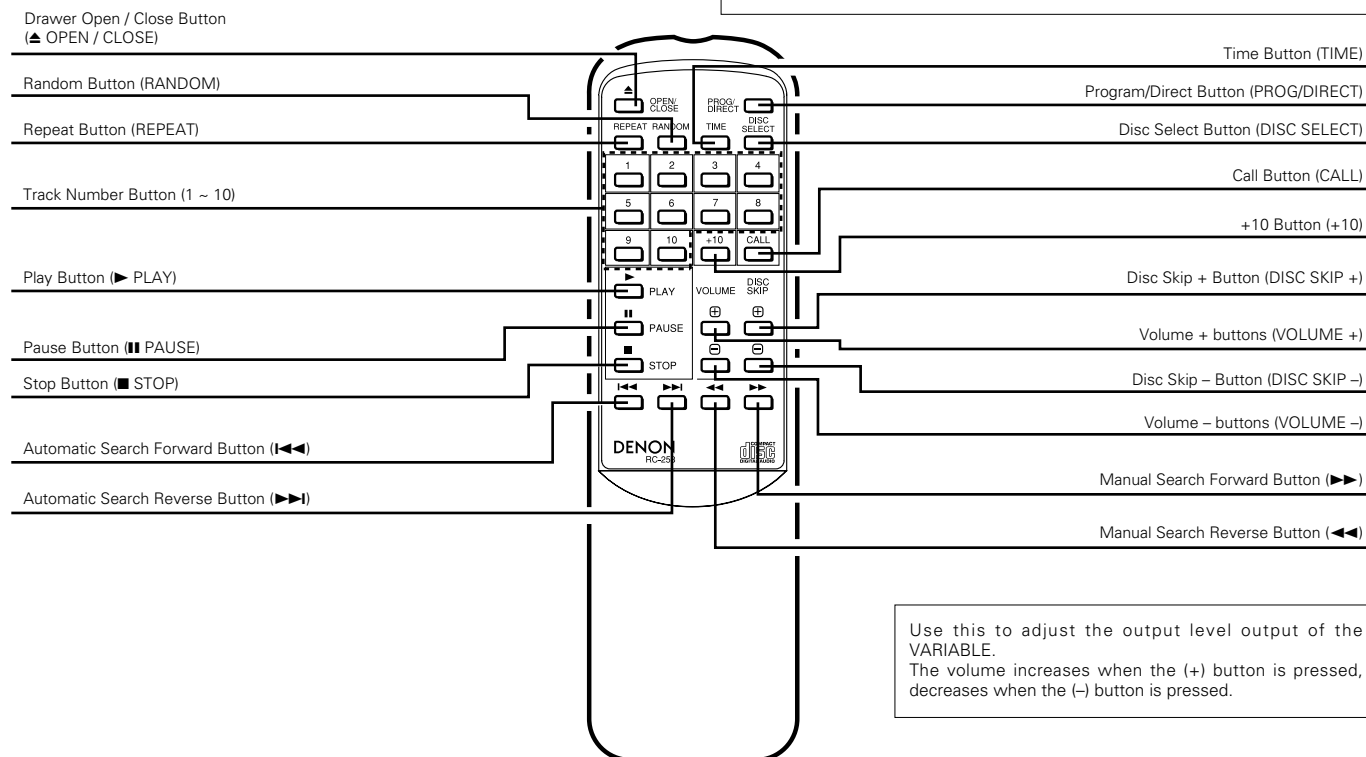 Drawer Open / Close Button
(⏏ OPEN / CLOSE)
Random Button (RANDOM)
Repeat Button (REPEAT)
Track Number Button (1 ~ 10)
Play Button (► PLAY)
Pause Button (❚❚ PAUSE)
Stop Button (■ STOP)
Automatic Search Forward Button (I◄◄)
Automatic Search Reverse Button (►►I)
⏏
OPEN/
CLOSE
PROG/
DIRECT
REPEAT RANDOM TIME DISC
SELECT
1 2 3 4
5 6 7 8
9 10 +10 CALL
► PLAY VOLUME DISC
SKIP
❚❚ PAUSE ⊕ ⊕
■ STOP ⊖ ⊖
I◄◄ ►►I ◄◄ ►►
DENON
COMPACT
disc
DIGITAL AUDIO
Time Button (TIME)
Program/Direct Button (PROG/DIRECT)
Disc Select Button (DISC SELECT)
Call Button (CALL)
+10 Button (+10)
Disc Skip + Button (DISC SKIP +)
Volume + buttons (VOLUME +)
Disc Skip – Button (DISC SKIP –)
Volume – buttons (VOLUME –)
Manual Search Forward Button (►►)
Manual Search Reverse Button (◄◄)
Use this to adjust the output level output of the
VARIABLE.
The volume increases when the (+) button is pressed,
decreases when the (–) button is pressed.